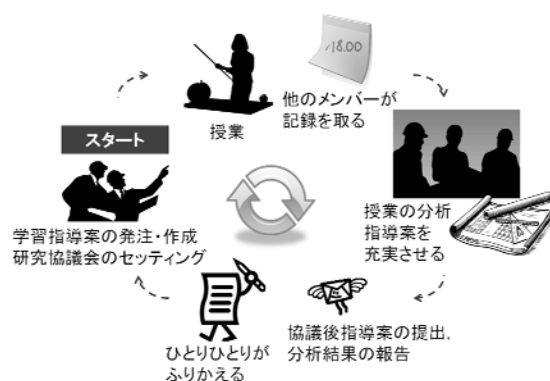 スタート
学習指導案の発注・作成
研究協議会のセッティング
授業
18.00
他のメンバーが
記録を取る
授業の分析
指導案を
充実させる
協議後指導案の提出,
分析結果の報告
ひとりひとりが
ふりかえる